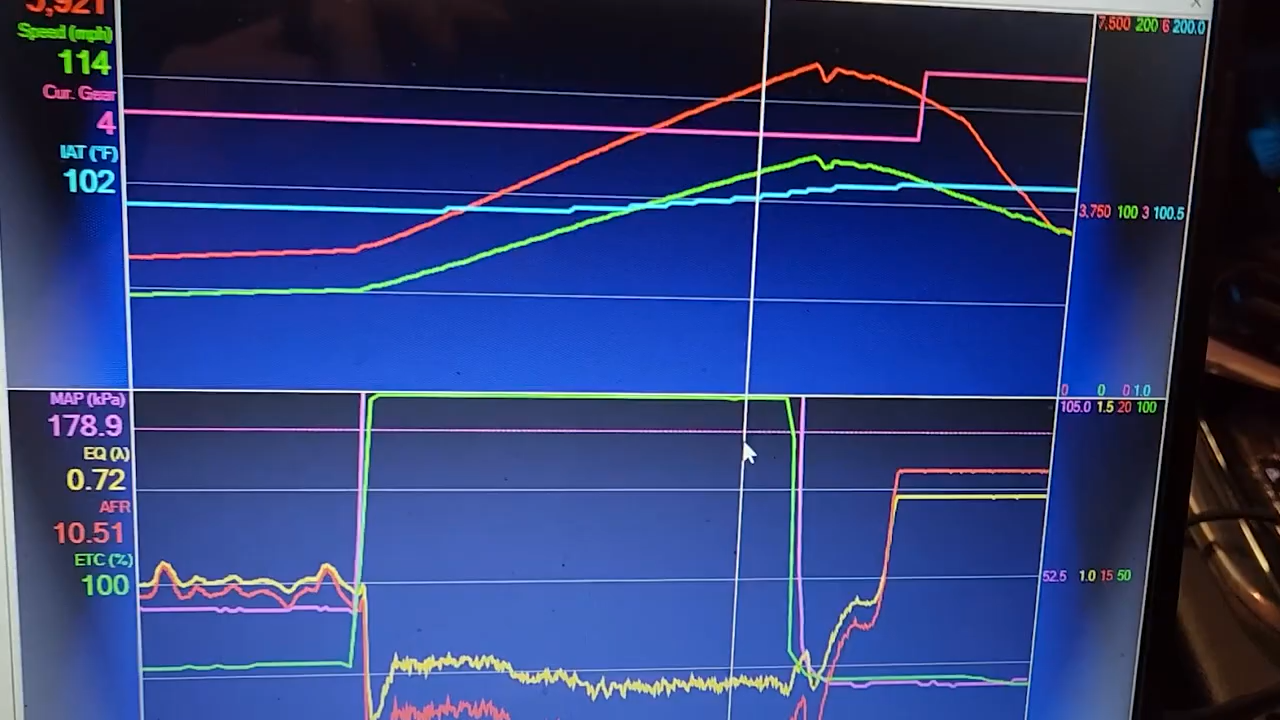 5,921
Speed (mph)
114
Cur. Gear
4
IAT (°F)
102
7,500 200 6 200.0
3,750 100 3 100.5
0 0 0 1.0
MAP (kPa)
178.9
EQ (λ)
0.72
AFR
10.51
ETC (%)
100
105.0 1.5 20 100
52.5 1.0 15 50